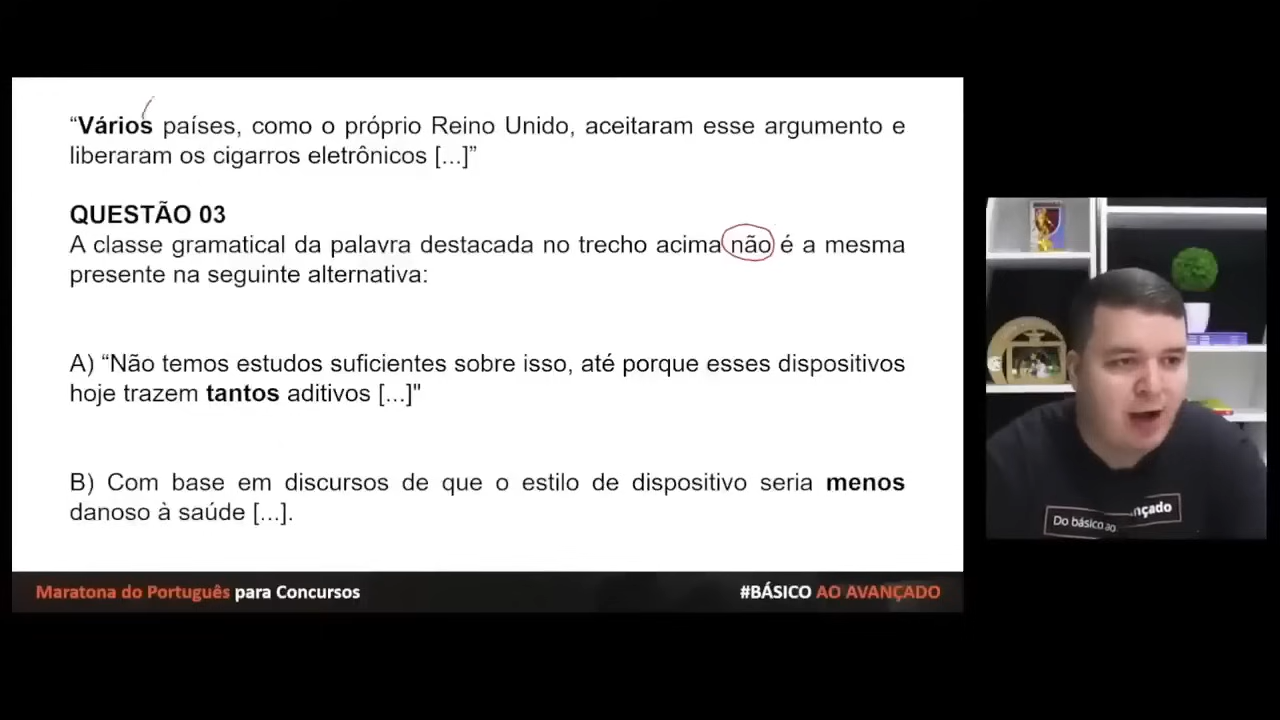 “Vários países, como o próprio Reino Unido, aceitaram esse argumento e
liberaram os cigarros eletrônicos [...]”
QUESTÃO 03
A classe gramatical da palavra destacada no trecho acima não é a mesma
presente na seguinte alternativa:
A) “Não temos estudos suficientes sobre isso, até porque esses dispositivos
hoje trazem tantos aditivos [...]"
B) Com base em discursos de que o estilo de dispositivo seria menos
danoso à saúde [...].
Maratona do Português para Concursos
#BÁSICO AO AVANÇADO
Do básico ao